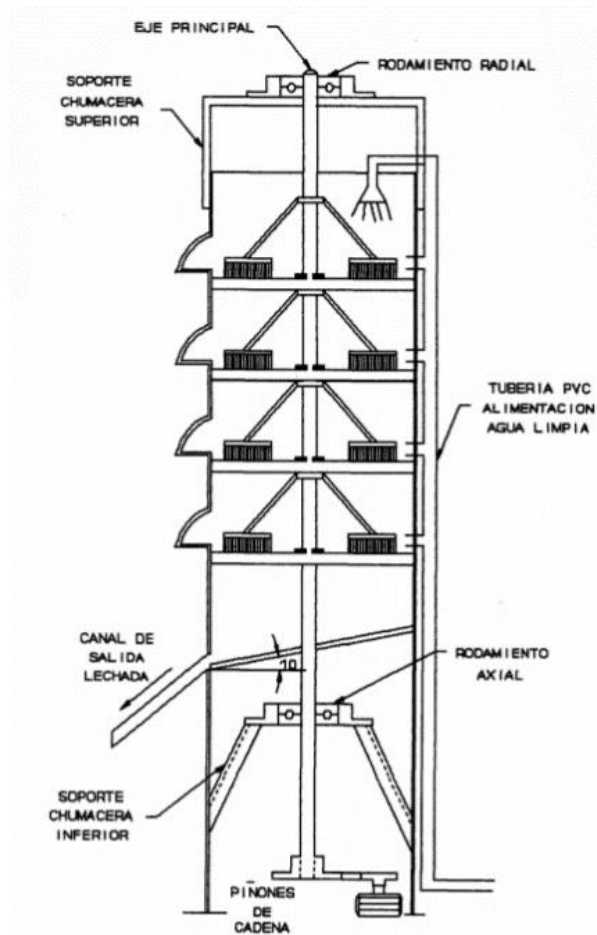 EJE PRINCIPAL
RODAMIENTO RADIAL
SOPORTE
CHUMACERA
SUPERIOR
TUBERIA PVC
ALIMENTACION
AGUA LIMPIA
CANAL DE
SALIDA
LECHADA
10
RODAMIENTO
AXIAL
SOPORTE
CHUMACERA
INFERIOR
PIÑONES
DE
CADENA